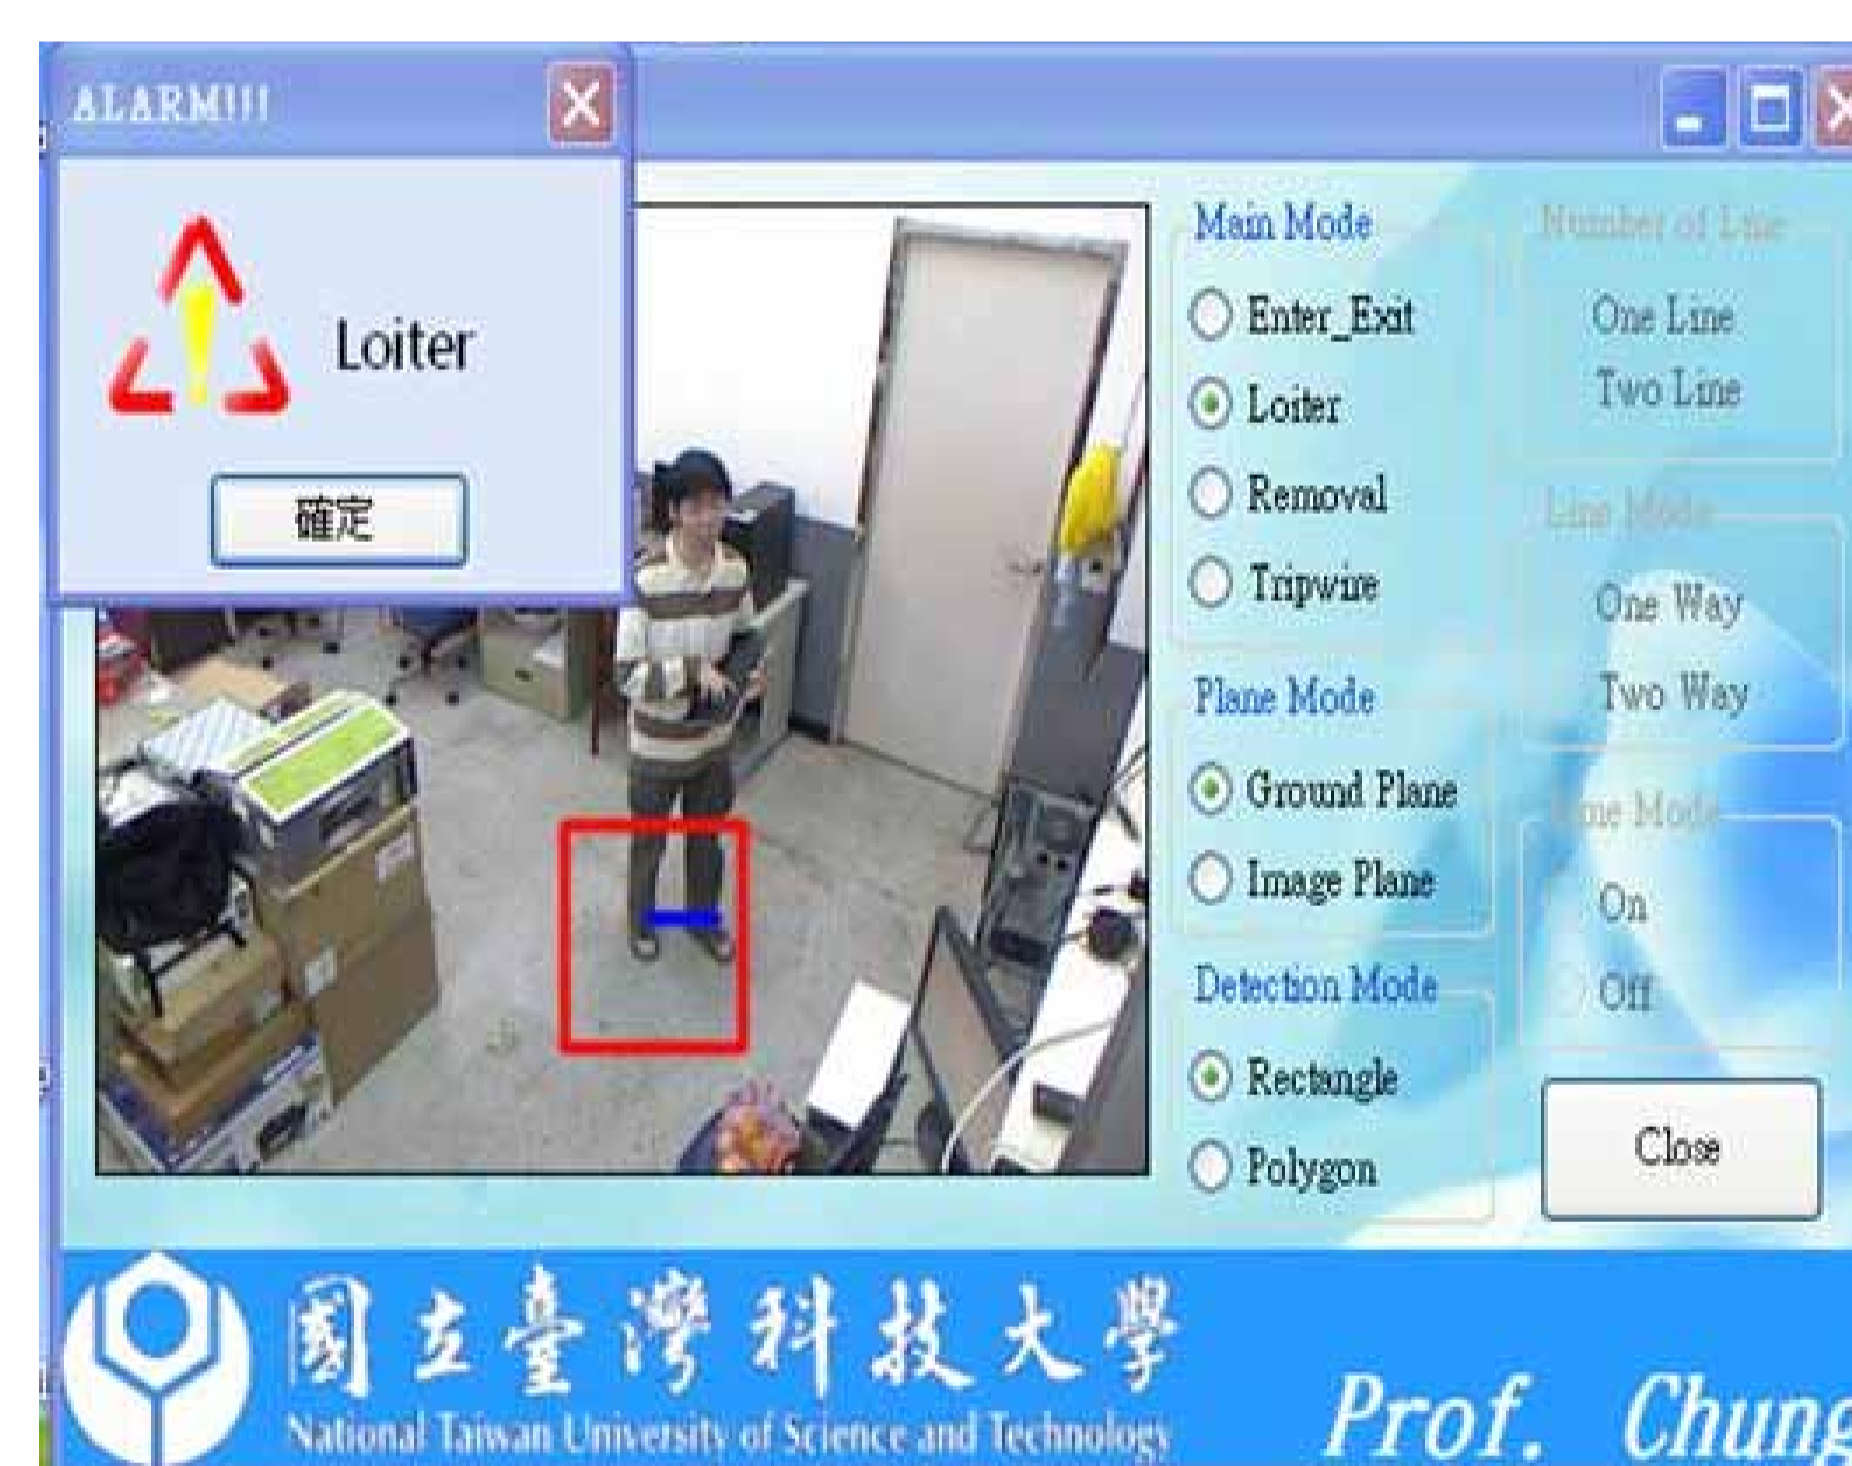 ALARM!!!
Loiter
確定
Main Mode
Enter_Exit
Loiter
Removal
Tripwire
Plane Mode
Ground Plane
Image Plane
Detection Mode
Rectangle
Polygon
Number of Line
One Line
Two Line
Line Mode
One Way
Two Way
Mode
On
Off
Close
國立臺灣科技大學
National Taiwan University of Science and Technology
Prof. Chung